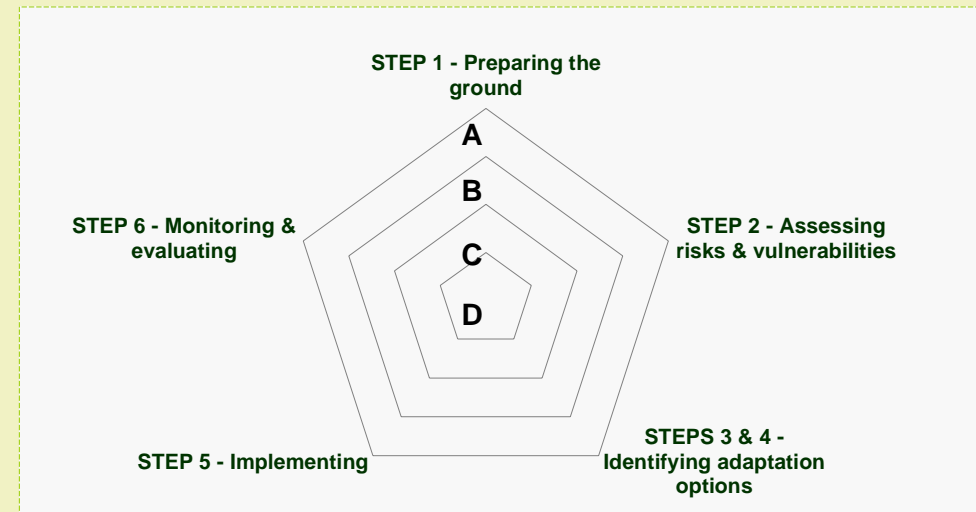 STEP 1 - Preparing the
ground
A
B
C
D
STEP 6 - Monitoring &
evaluating
STEP 2 - Assessing
risks & vulnerabilities
STEP 5 - Implementing
STEPS 3 & 4 -
Identifying adaptation
options